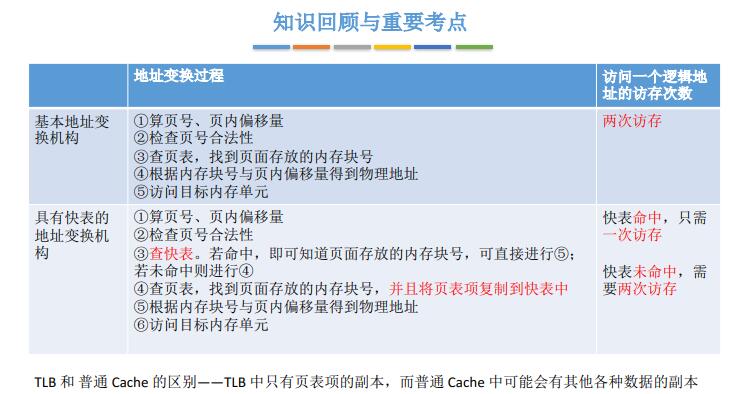 知识回顾与重要考点
地址变换过程
访问一个逻辑地
址的访存次数
基本地址变
换机构
①算页号、页内偏移量
②检查页号合法性
③查页表，找到页面存放的内存块号
④根据内存块号与页内偏移量得到物理地址
⑤访问目标内存单元
两次访存
具有快表的
地址变换机
构
①算页号、页内偏移量
②检查页号合法性
③查快表。若命中，即可知道页面存放的内存块号，可直接进行⑤；
若未命中则进行④
④查页表，找到页面存放的内存块号，并且将页表项复制到快表中
⑤根据内存块号与页内偏移量得到物理地址
⑥访问目标内存单元
快表命中，只需
一次访存
快表未命中，需
要两次访存
TLB 和 普通 Cache 的区别——TLB 中只有页表项的副本，而普通 Cache 中可能会有其他各种数据的副本